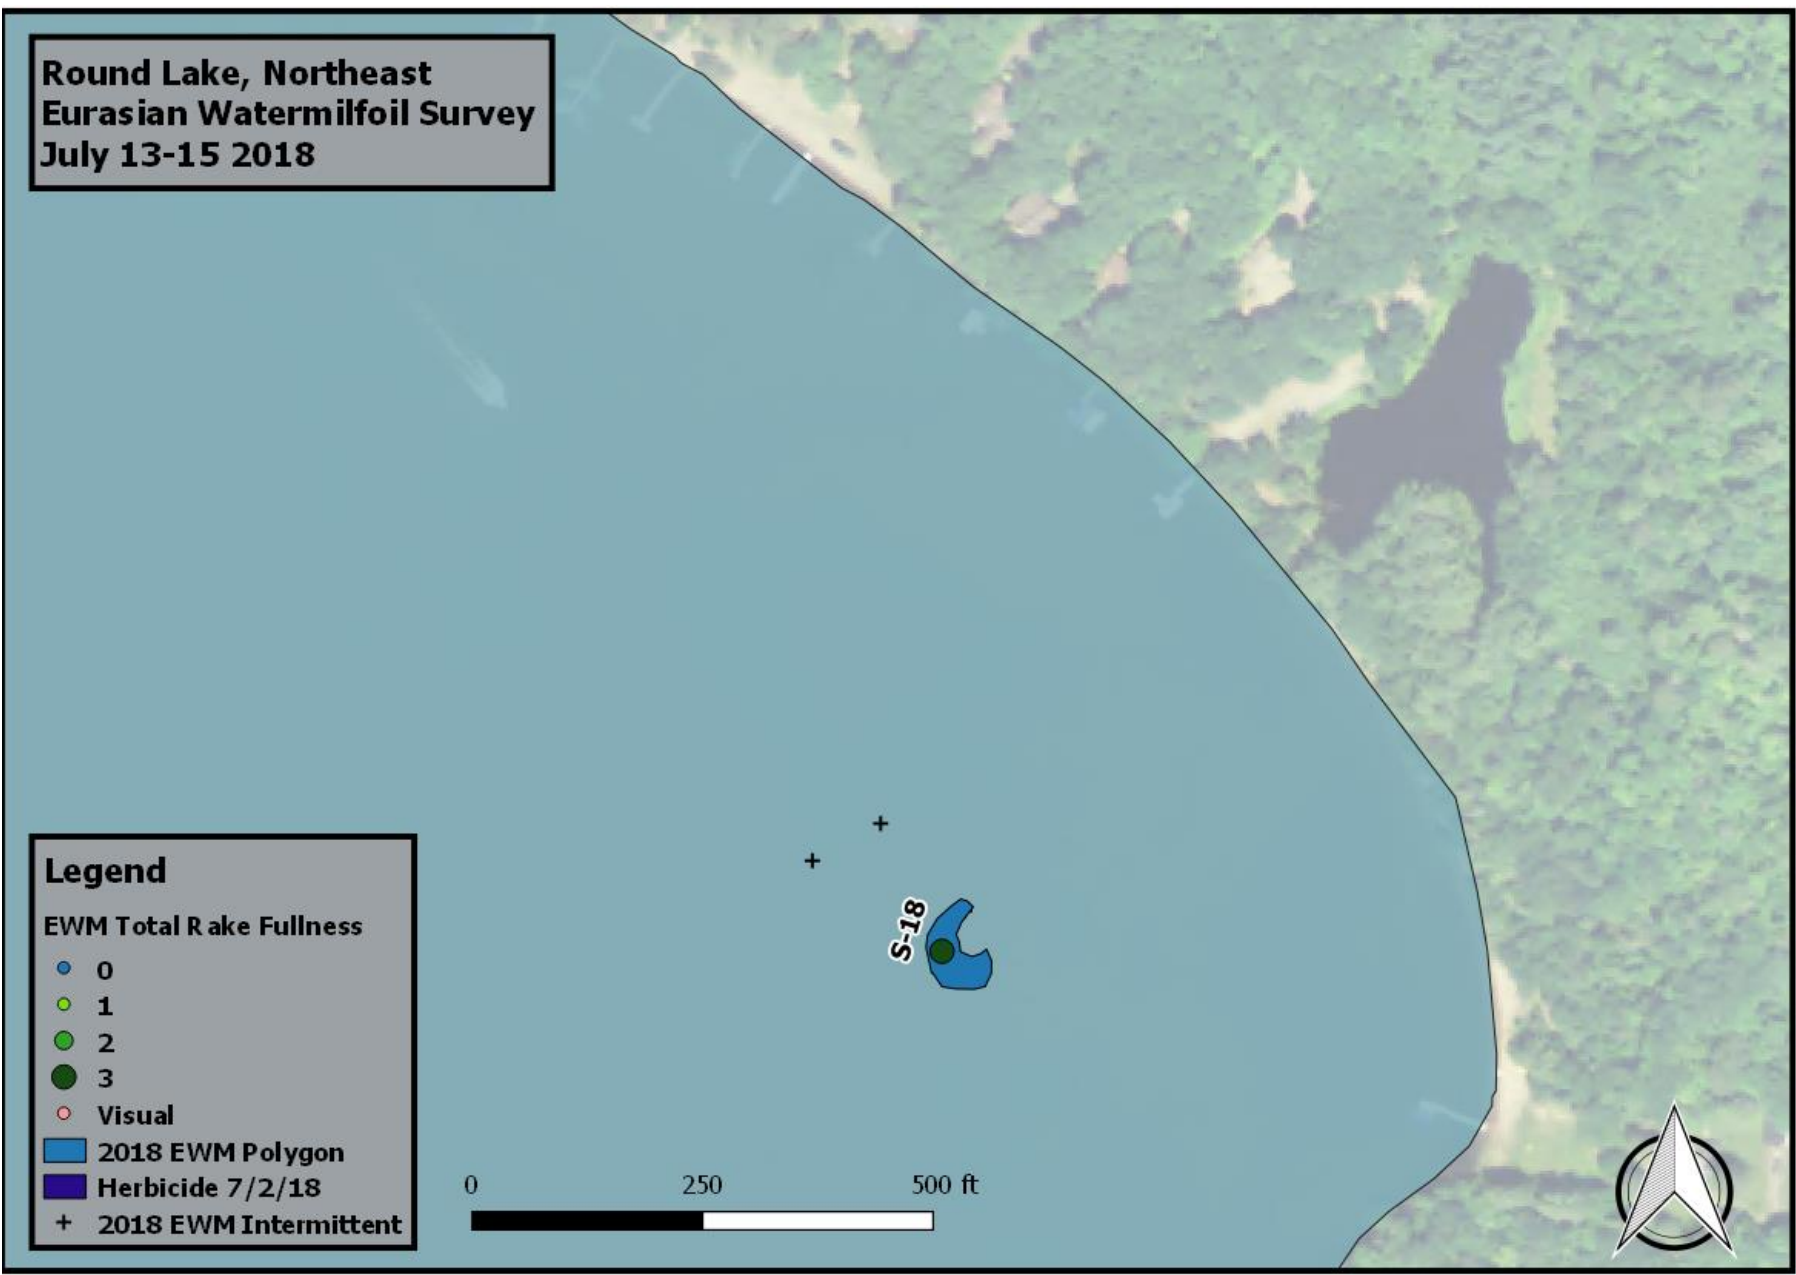 Round Lake, Northeast
Eurasian Watermilfoil Survey
July 13-15 2018
S-18
Legend
EWM Total Rake Fullness
0
1
2
3
Visual
2018 EWM Polygon
Herbicide 7/2/18
2018 EWM Intermittent
0 250 500 ft